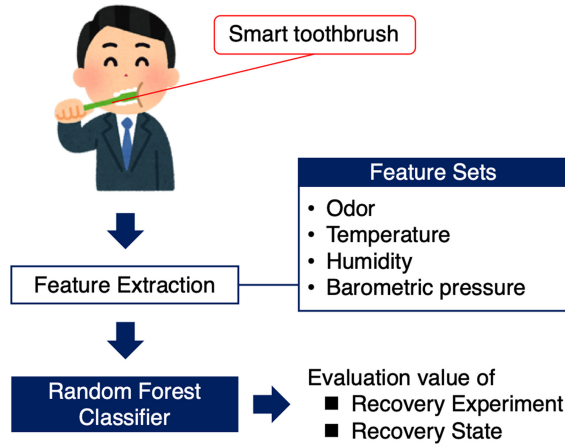 Smart toothbrush
Feature Sets
• Odor
• Temperature
• Humidity
• Barometric pressure
Feature Extraction
Random Forest
Classifier
Evaluation value of
■ Recovery Experiment
■ Recovery State